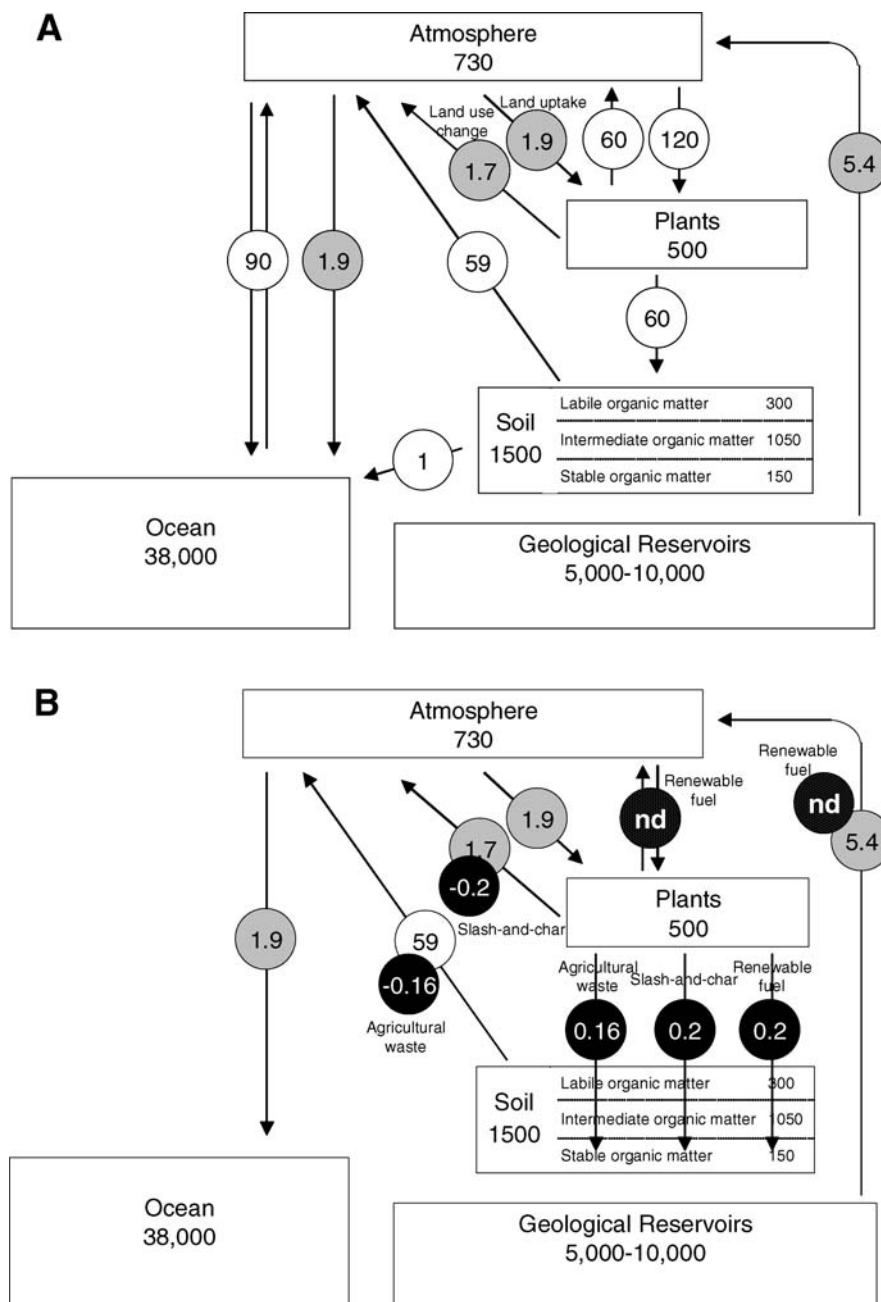 A
Atmosphere
730
Land use
change
Land uptake
1.7
1.9
60
120
5.4
Plants
500
90
1.9
59
60
Soil
1500
Labile organic matter 300
Intermediate organic matter 1050
Stable organic matter 150
1
Ocean
38,000
Geological Reservoirs
5,000-10,000
B
Atmosphere
730
Renewable
fuel
nd
5.4
Renewable
fuel
nd
1.9
1.7
-0.2
Slash-and-char
Plants
500
1.9
59
-0.16
Agricultural
waste
Agricultural
waste
Slash-and-char
Renewable
fuel
0.16
0.2
0.2
Soil
1500
Labile organic matter 300
Intermediate organic matter 1050
Stable organic matter 150
Ocean
38,000
Geological Reservoirs
5,000-10,000